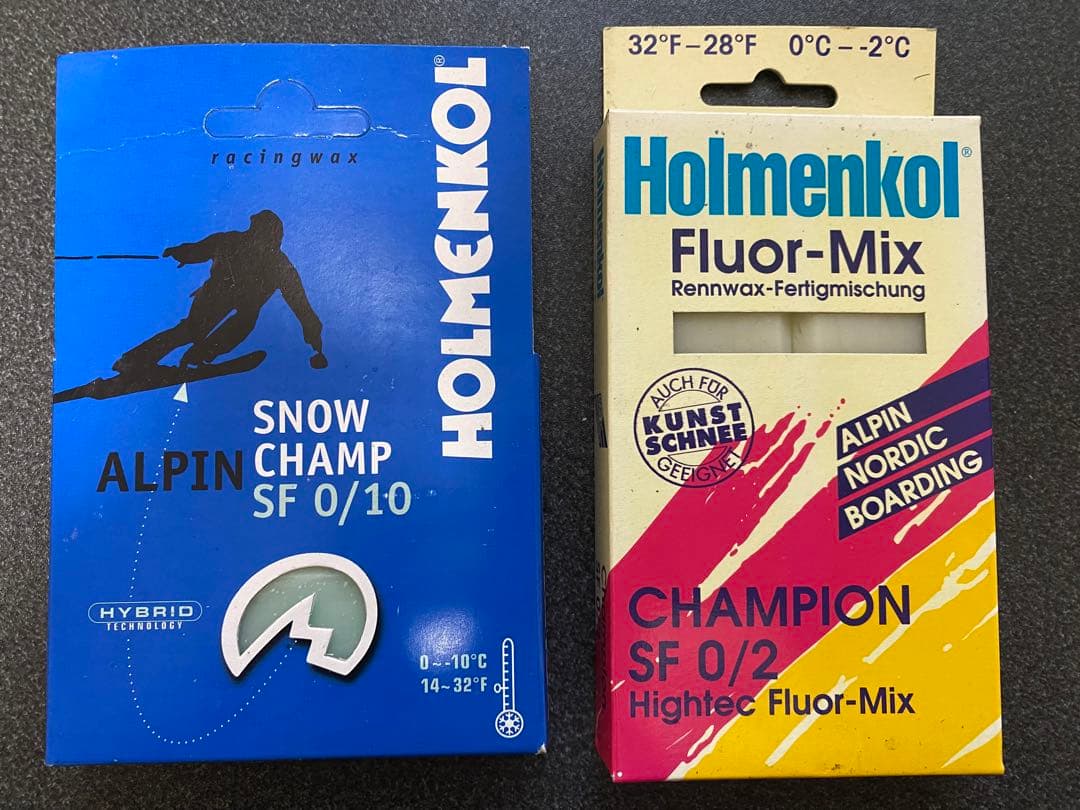 racingwax
HOLMENKOL®
ALPIN
SNOW
CHAMP
SF 0/10
HYBRID
TECHNOLOGY
0~-10°C
14~32°F
32°F–28°F 0°C – -2°C
Holmenkol®
Fluor-Mix
Rennwax-Fertigmischung
AUCH FÜR
KUNST
SCHNEE
GEEIGNET
ALPIN
NORDIC
BOARDING
CHAMPION
SF 0/2
Hightec Fluor-Mix